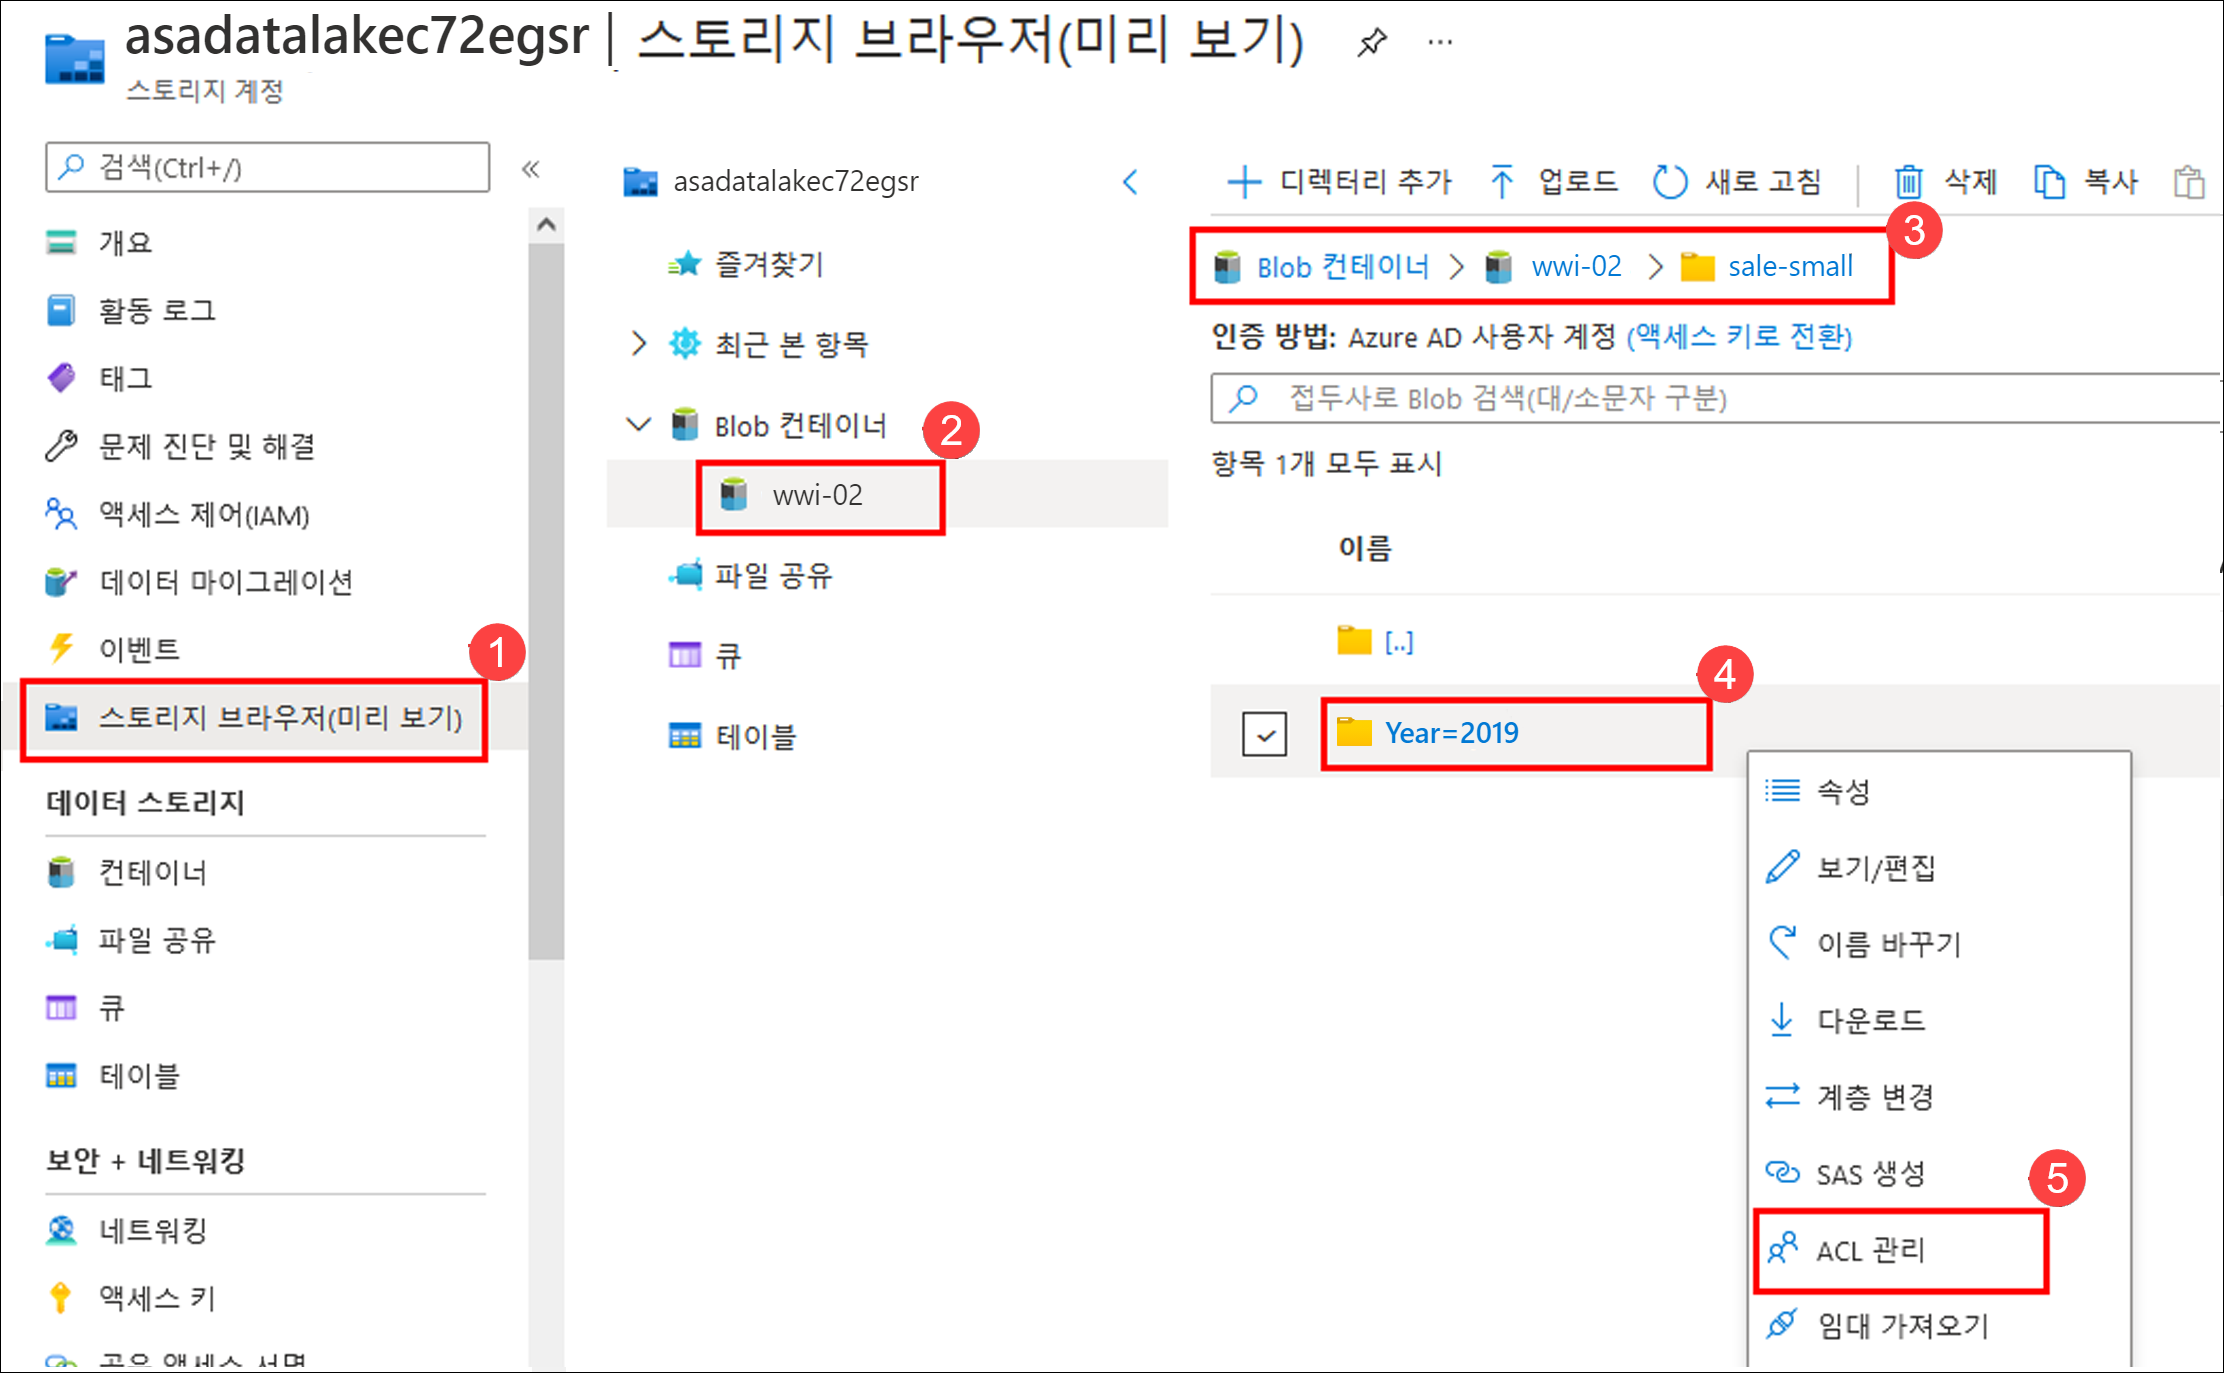 asadatalakec72egsr | 스토리지 브라우저(미리 보기)
스토리지 계정
검색(Ctrl+/)
개요
활동 로그
태그
문제 진단 및 해결
액세스 제어(IAM)
데이터 마이그레이션
이벤트
1
스토리지 브라우저(미리 보기)
데이터 스토리지
컨테이너
파일 공유
큐
테이블
보안 + 네트워킹
네트워킹
액세스 키
공유 액세스 서명
asadatalakec72egsr
즐겨찾기
최근 본 항목
Blob 컨테이너
2
wwi-02
파일 공유
큐
테이블
디렉터리 추가 업로드 새로 고침 삭제 복사
3
Blob 컨테이너 > wwi-02 > sale-small
인증 방법: Azure AD 사용자 계정 (액세스 키로 전환)
접두사로 Blob 검색(대/소문자 구분)
항목 1개 모두 표시
이름
[..]
4
Year=2019
속성
보기/편집
이름 바꾸기
다운로드
계층 변경
SAS 생성
5
ACL 관리
임대 가져오기